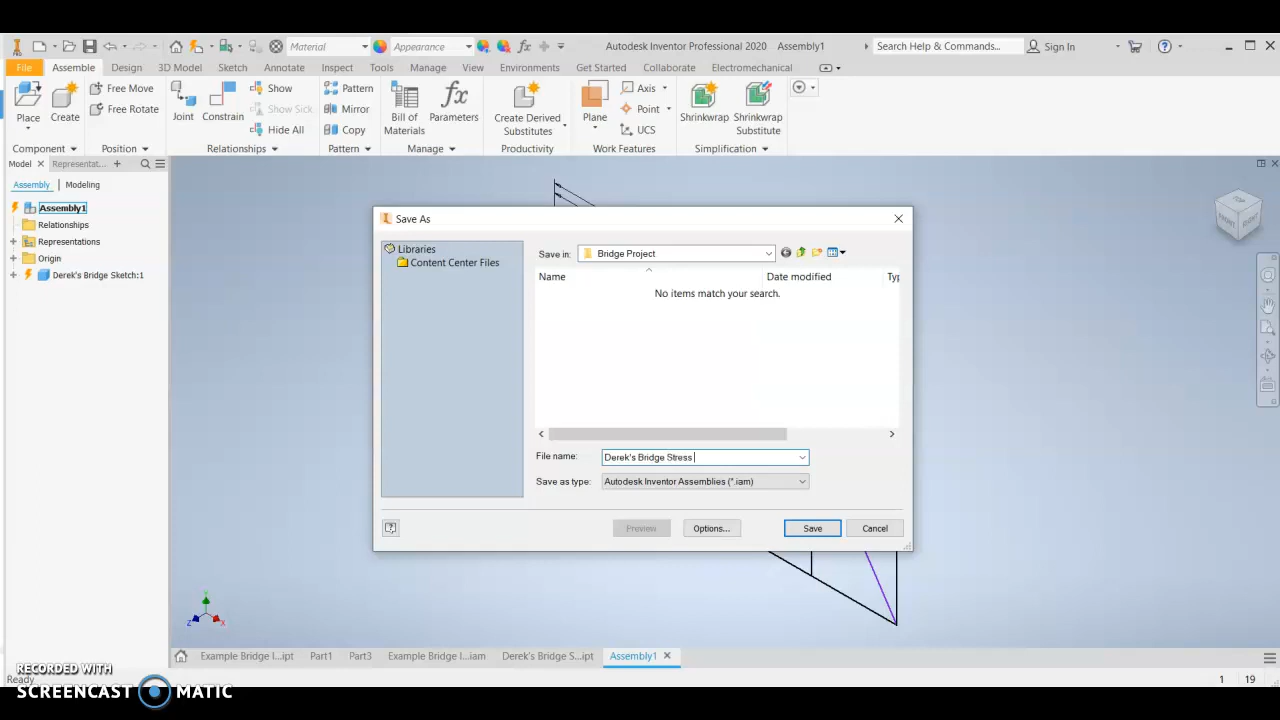 Material
Appearance
Autodesk Inventor Professional 2020 Assembly1
Search Help & Commands...
Sign In
File Assemble Design 3D Model Sketch Annotate Inspect Tools Manage View Environments Get Started Collaborate Electromechanical
Place
Create
Free Move
Free Rotate
Joint
Constrain
Show
Show Sick
Hide All
Pattern
Mirror
Copy
Bill of
Materials
Parameters
Create Derived
Substitutes
Plane
Axis
Point
UCS
Shrinkwrap
Shrinkwrap
Substitute
Component Position Relationships Pattern Manage Productivity Work Features Simplification
Model Representat...
Assembly Modeling
Assembly1
Relationships
Representations
Origin
Derek's Bridge Sketch:1
Save As
Libraries
Content Center Files
Save in: Bridge Project
Name Date modified Typ
No items match your search.
File name: Derek's Bridge Stress
Save as type: Autodesk Inventor Assemblies (*.iam)
Preview Options... Save Cancel
FRONT RIGHT
Y
Z X
Example Bridge I...ipt Part1 Part3 Example Bridge I...iam Derek's Bridge S...ipt Assembly1
Ready 1 19
RECORDED WITH
SCREENCAST MATIC